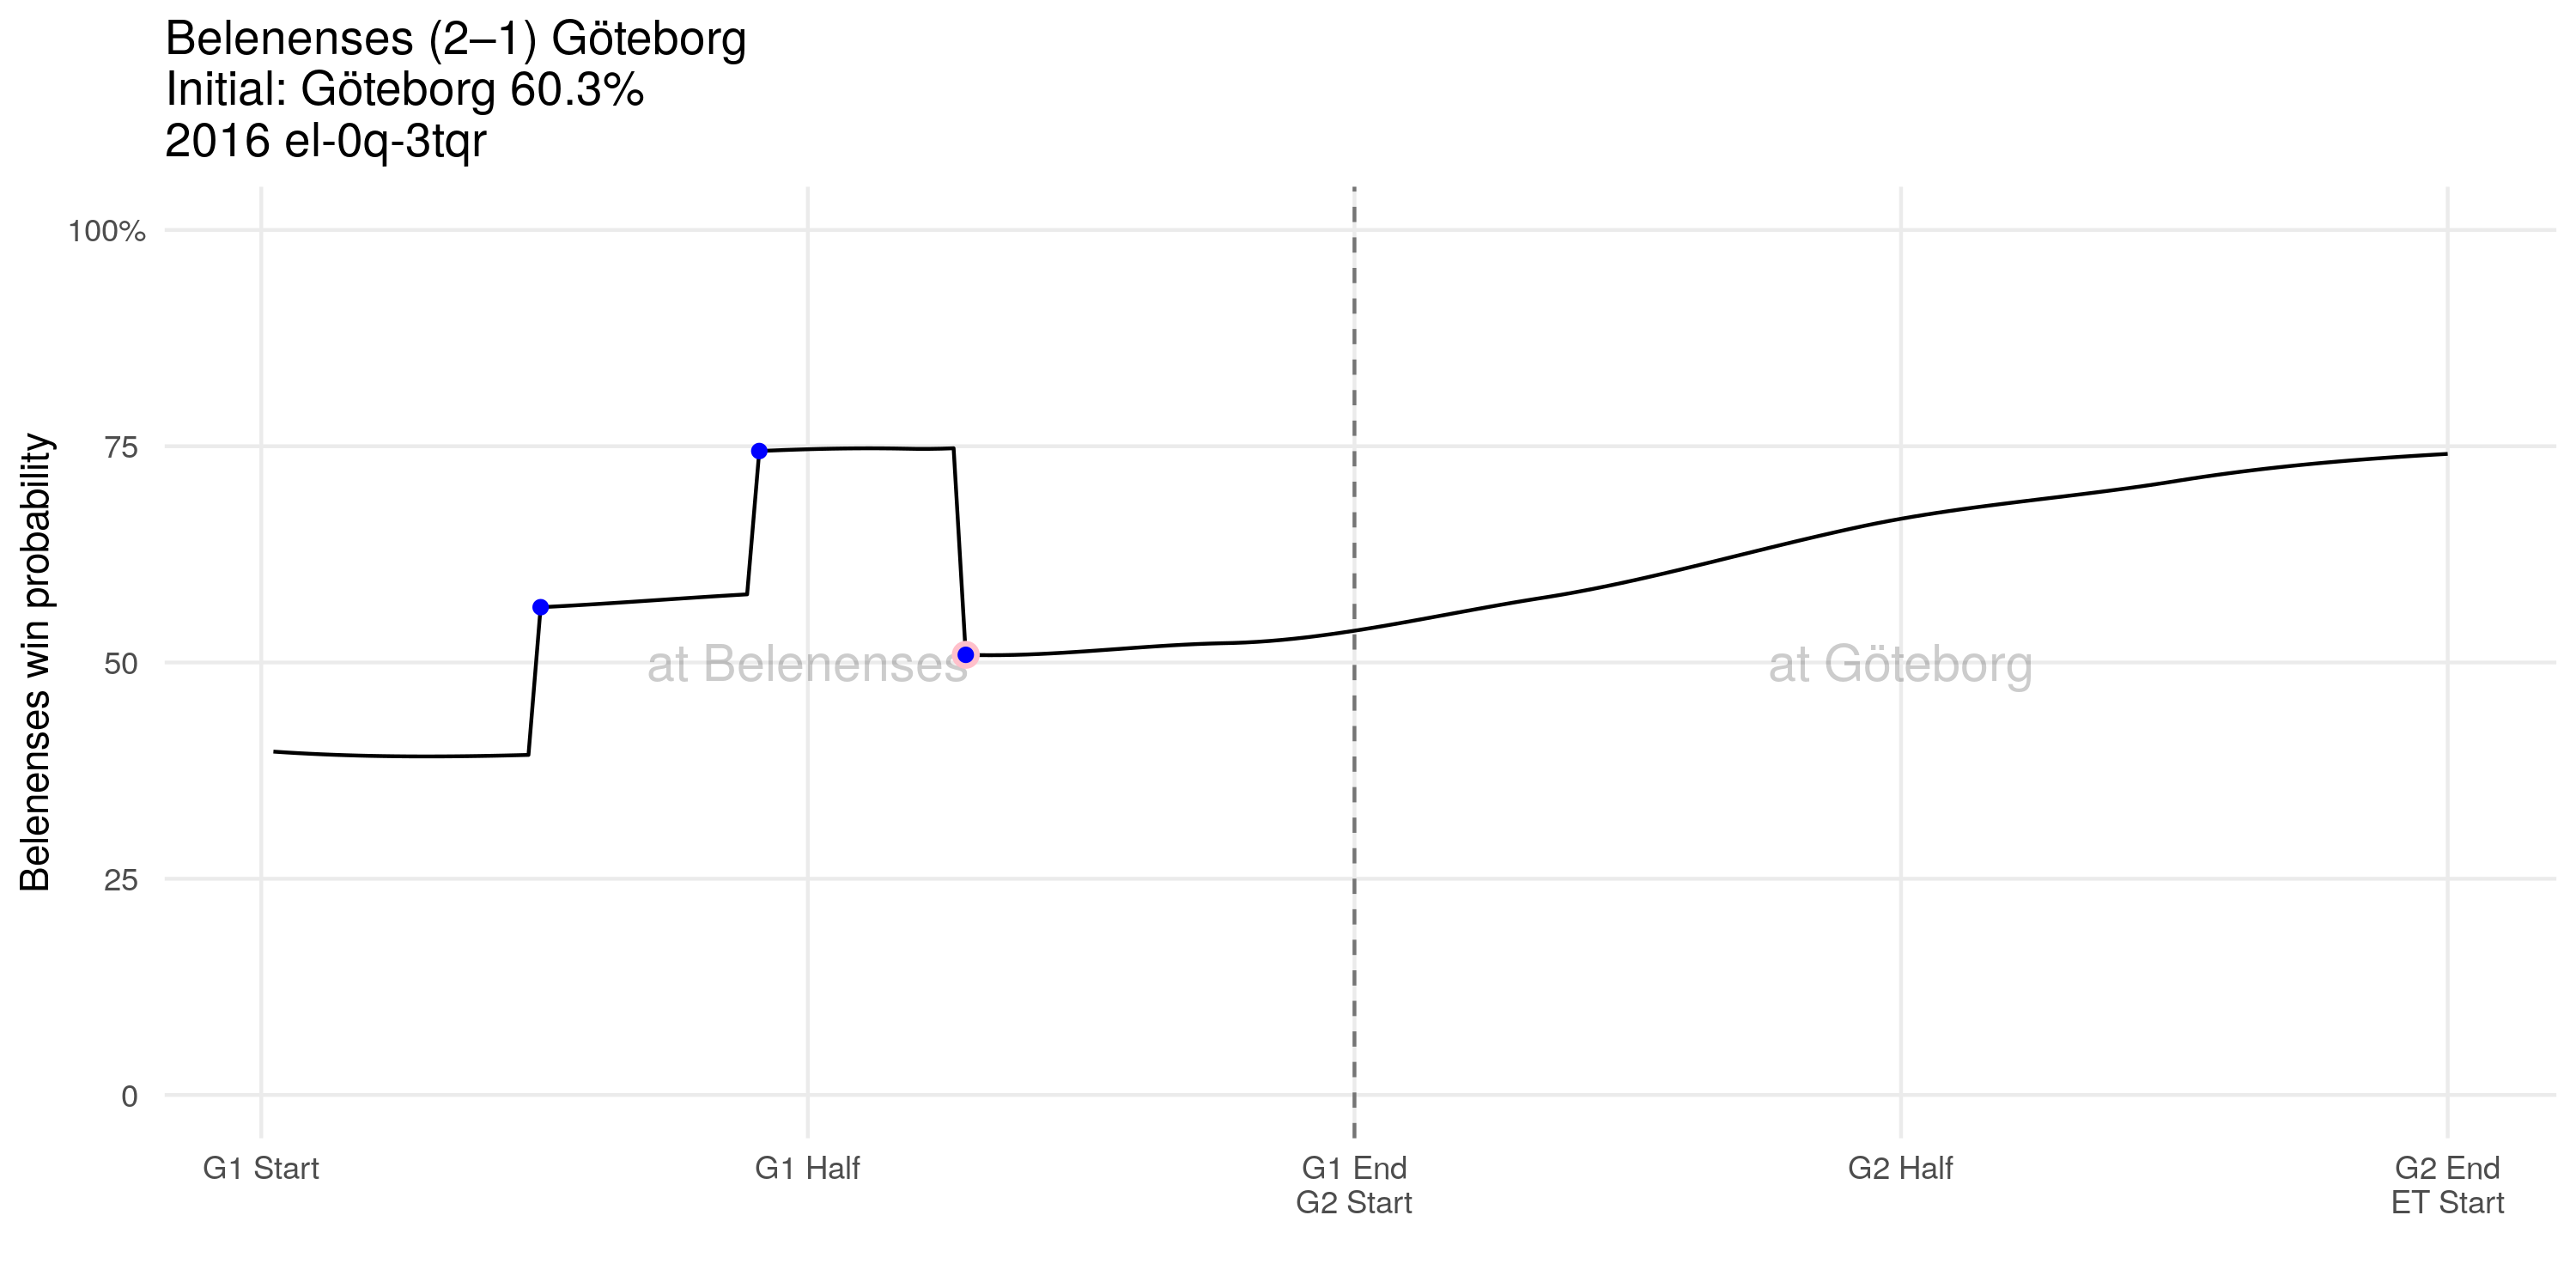 Belenenses (2–1) Göteborg
Initial: Göteborg 60.3%
2016 el-0q-3tqr
Belenenses win probability
100%
75
50
25
0
at Belenenses
at Göteborg
G1 Start
G1 Half
G1 End
G2 Start
G2 Half
G2 End
ET Start